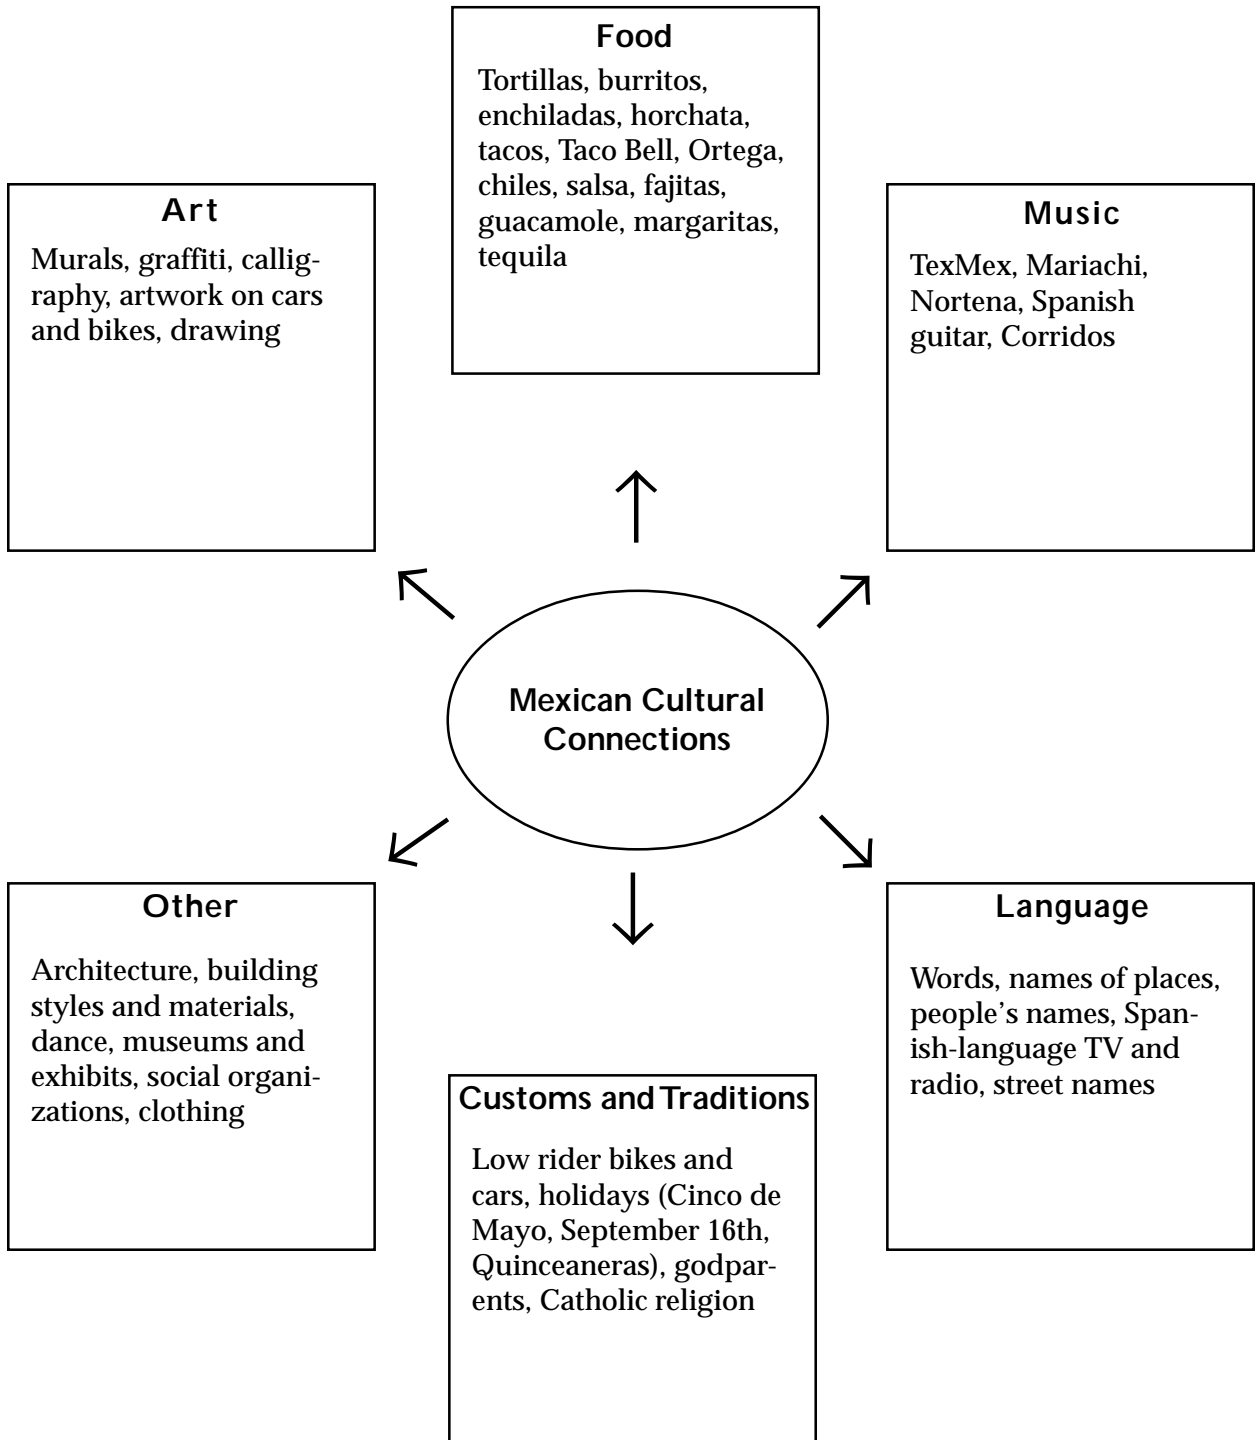 Food
Tortillas, burritos,
enchiladas, horchata,
tacos, Taco Bell, Ortega,
chiles, salsa, fajitas,
guacamole, margaritas,
tequila
Art
Murals, graffiti, callig-
raphy, artwork on cars
and bikes, drawing
Music
TexMex, Mariachi,
Nortena, Spanish
guitar, Corridos
Mexican Cultural
Connections
Other
Architecture, building
styles and materials,
dance, museums and
exhibits, social organi-
zations, clothing
Language
Words, names of places,
people's names, Span-
ish-language TV and
radio, street names
Customs and Traditions
Low rider bikes and
cars, holidays (Cinco de
Mayo, September 16th,
Quinceaneras), godpar-
ents, Catholic religion